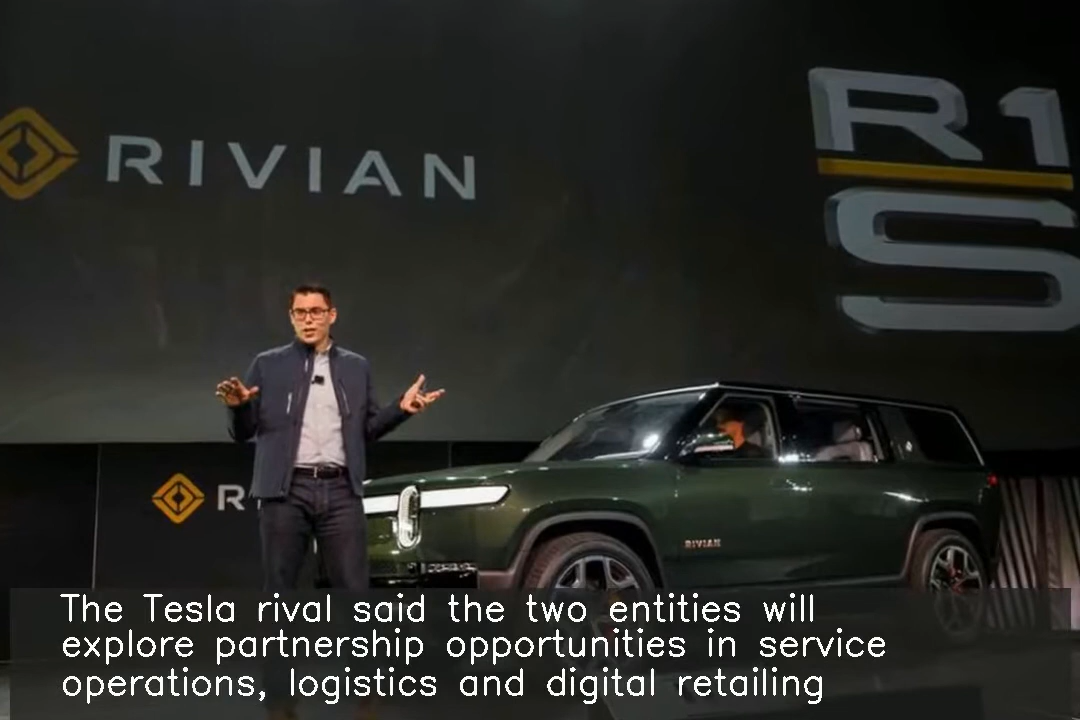 RIVIAN
R1
S
R
RIVIAN
The Tesla rival said the two entities will
explore partnership opportunities in service
operations, logistics and digital retailing